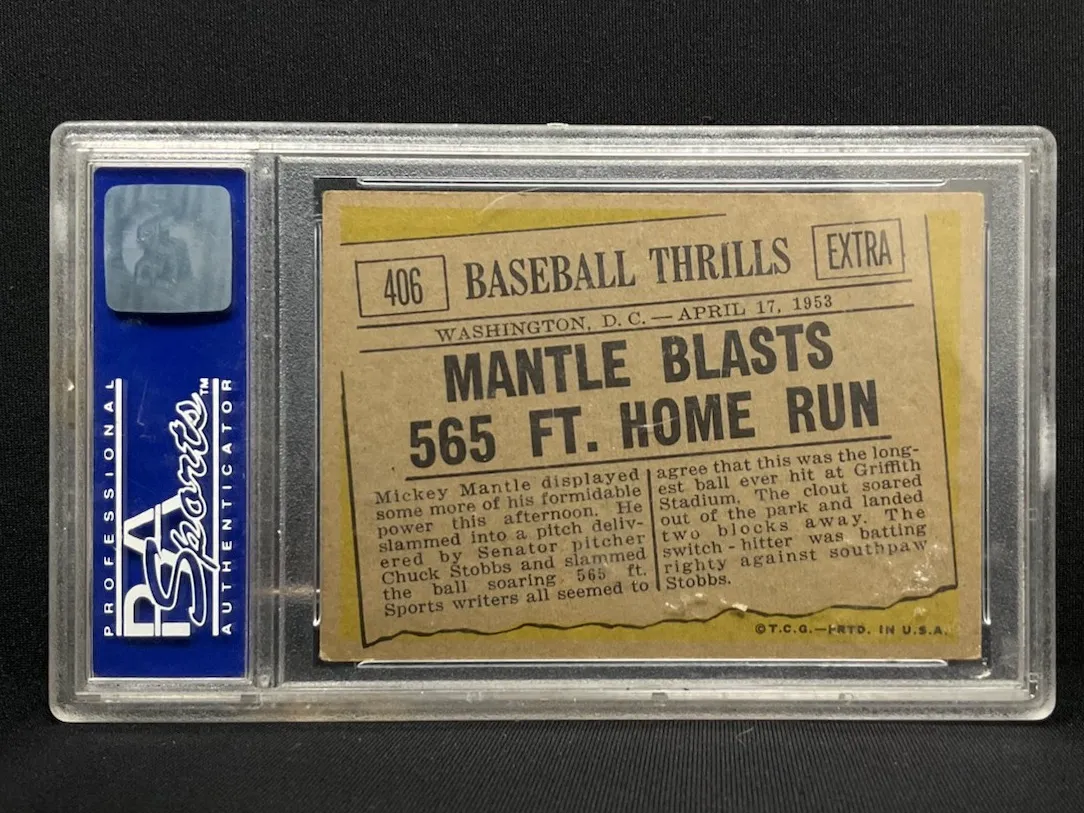 PROFESSIONAL
PSA Sports™
AUTHENTICATOR
406
BASEBALL THRILLS
EXTRA
WASHINGTON, D.C.—APRIL 17, 1953
MANTLE BLASTS
565 FT. HOME RUN
Mickey Mantle displayed
some more of his formidable
power this afternoon. He
slammed into a pitch deliv-
ered by Senator pitcher
Chuck Stobbs and slammed
the ball soaring 565 ft.
Sports writers all seemed to
agree that this was the long-
est ball ever hit at Griffith
Stadium. The clout soared
out of the park and landed
two blocks away. The
switch-hitter was batting
righty against southpaw
Stobbs.
©T.C.G.—PRTD. IN U.S.A.